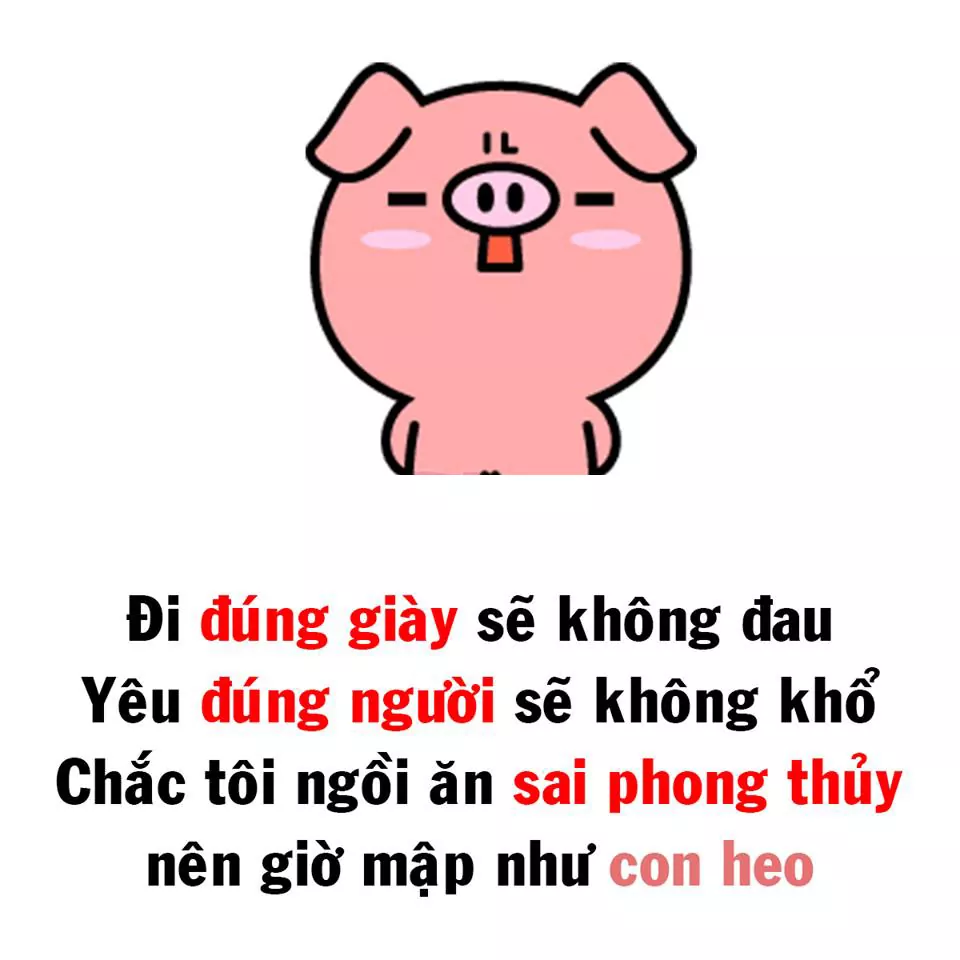 Đi đúng giày sẽ không đau
Yêu đúng người sẽ không khổ
Chắc tôi ngồi ăn sai phong thủy
nên giờ mập như con heo